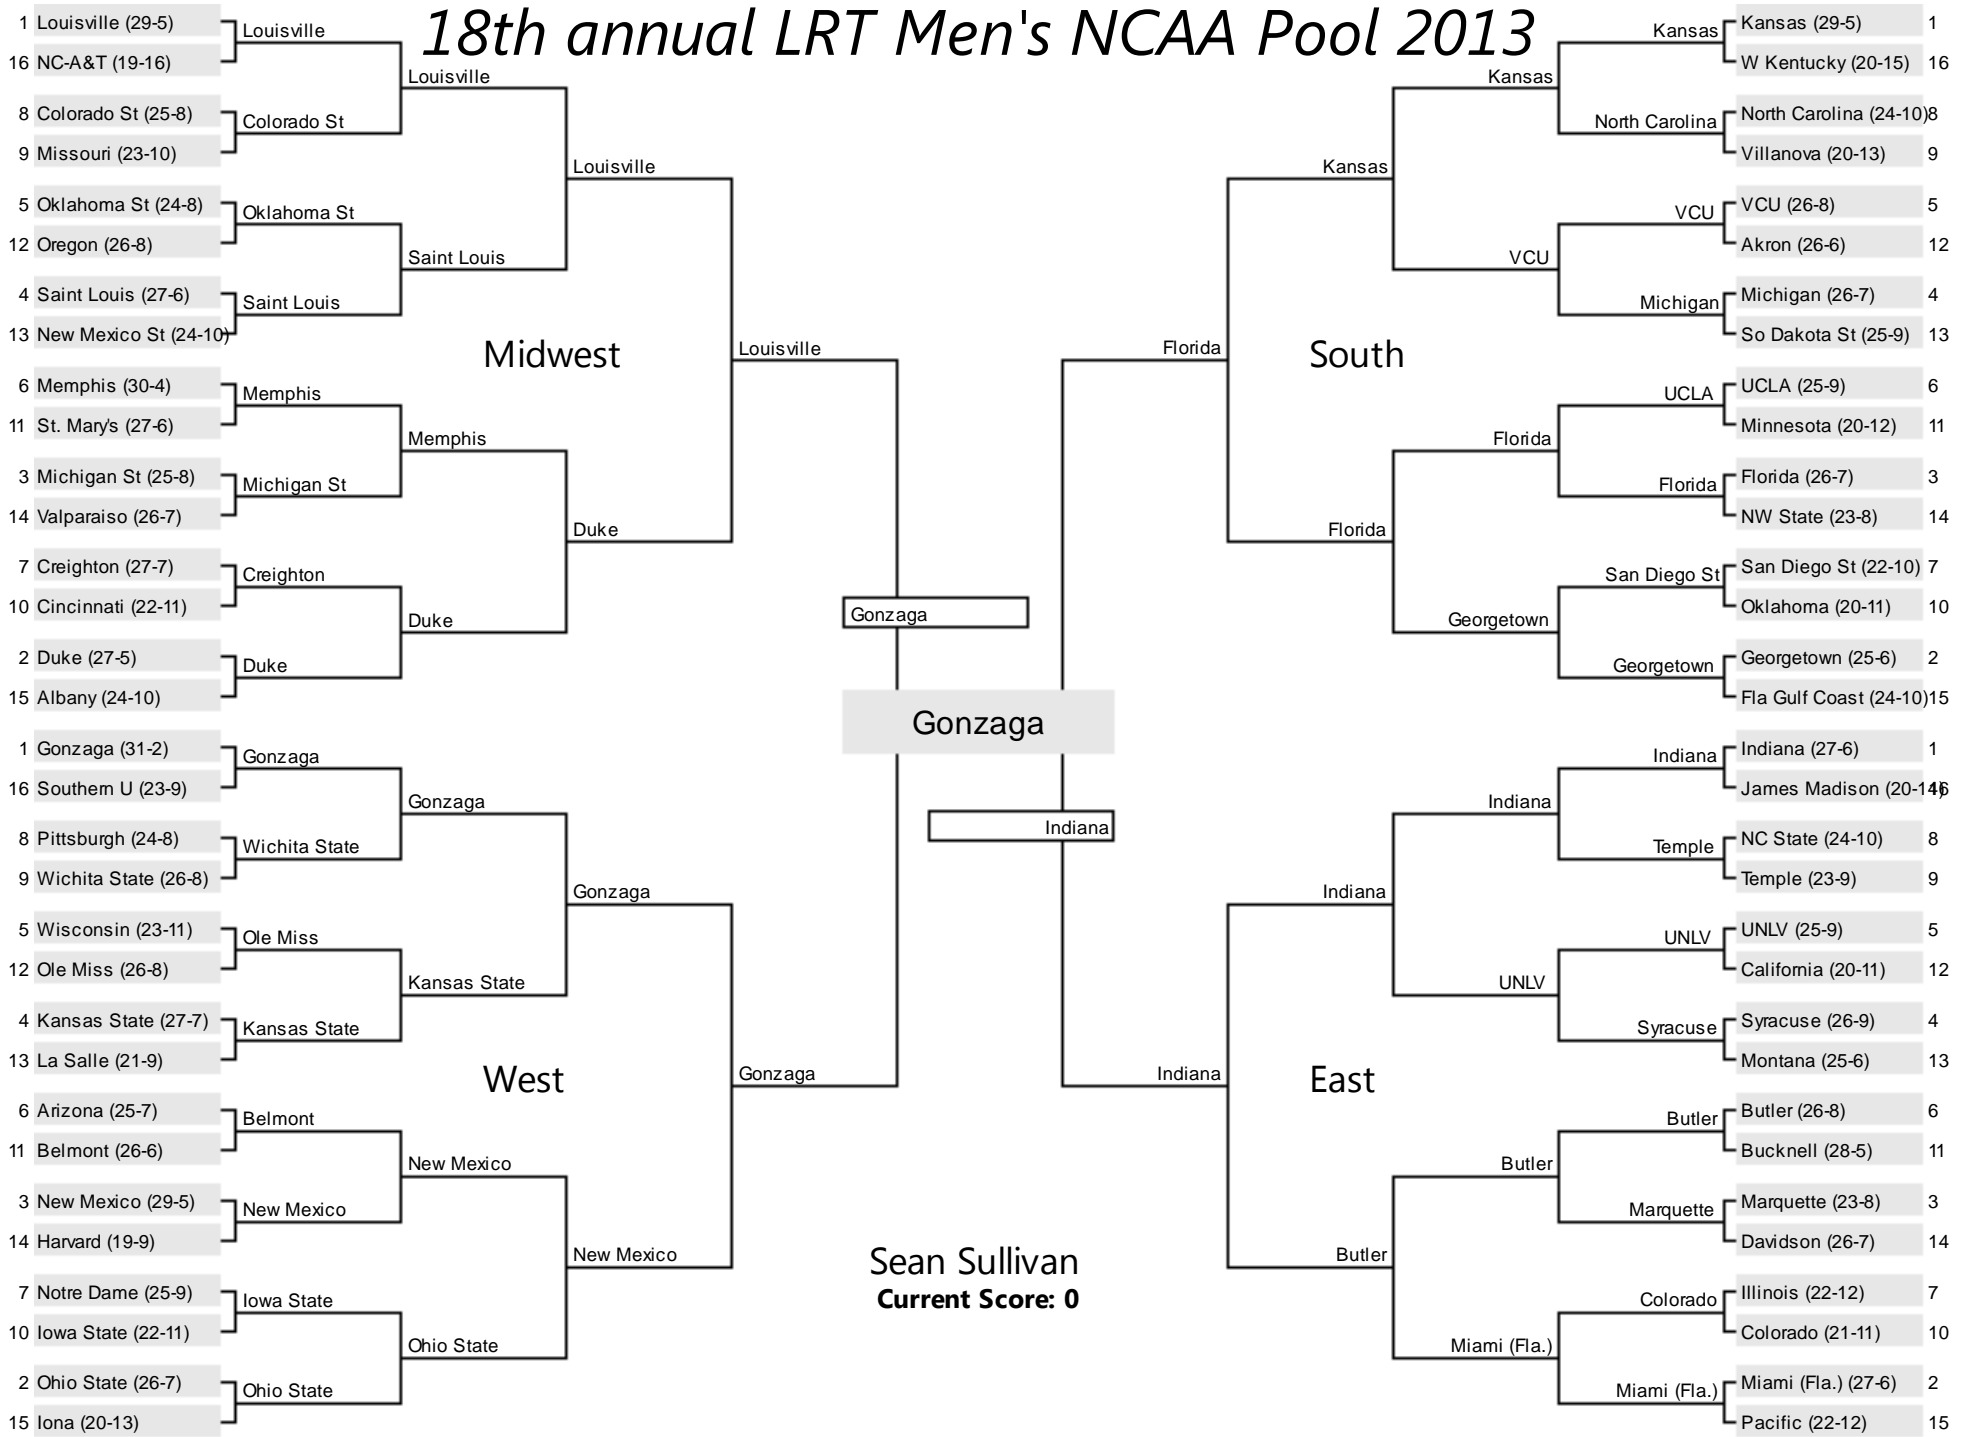 18th annual LRT Men's NCAA Pool 2013
1 Louisville (29-5)
Louisville
16 NC-A&T (19-16)
Louisville
8 Colorado St (25-8)
Colorado St
9 Missouri (23-10)
Louisville
5 Oklahoma St (24-8)
Oklahoma St
12 Oregon (26-8)
Saint Louis
4 Saint Louis (27-6)
Saint Louis
13 New Mexico St (24-10)
Midwest
Louisville
6 Memphis (30-4)
Memphis
11 St. Mary's (27-6)
Memphis
3 Michigan St (25-8)
Michigan St
14 Valparaiso (26-7)
Duke
7 Creighton (27-7)
Creighton
10 Cincinnati (22-11)
Duke
2 Duke (27-5)
Duke
15 Albany (24-10)
1 Gonzaga (31-2)
Gonzaga
16 Southern U (23-9)
Gonzaga
8 Pittsburgh (24-8)
Wichita State
9 Wichita State (26-8)
Gonzaga
5 Wisconsin (23-11)
Ole Miss
12 Ole Miss (26-8)
Kansas State
4 Kansas State (27-7)
Kansas State
13 La Salle (21-9)
West
Gonzaga
6 Arizona (25-7)
Belmont
11 Belmont (26-6)
New Mexico
3 New Mexico (29-5)
New Mexico
14 Harvard (19-9)
New Mexico
7 Notre Dame (25-9)
Iowa State
10 Iowa State (22-11)
Ohio State
2 Ohio State (26-7)
Ohio State
15 Iona (20-13)
Gonzaga
Gonzaga
Indiana
Sean Sullivan
Current Score: 0
Kansas (29-5) 1
Kansas
W Kentucky (20-15) 16
Kansas
North Carolina (24-10) 8
North Carolina
Villanova (20-13) 9
Kansas
VCU (26-8) 5
VCU
Akron (26-6) 12
VCU
Michigan (26-7) 4
Michigan
So Dakota St (25-9) 13
Florida
South
UCLA (25-9) 6
UCLA
Minnesota (20-12) 11
Florida
Florida (26-7) 3
Florida
NW State (23-8) 14
Florida
San Diego St (22-10) 7
San Diego St
Oklahoma (20-11) 10
Georgetown
Georgetown (25-6) 2
Georgetown
Fla Gulf Coast (24-10) 15
Indiana (27-6) 1
Indiana
James Madison (20-14) 16
Indiana
NC State (24-10) 8
Temple
Temple (23-9) 9
Indiana
UNLV (25-9) 5
UNLV
California (20-11) 12
UNLV
Syracuse (26-9) 4
Syracuse
Montana (25-6) 13
Indiana
East
Butler (26-8) 6
Butler
Bucknell (28-5) 11
Butler
Marquette (23-8) 3
Marquette
Davidson (26-7) 14
Butler
Illinois (22-12) 7
Colorado
Colorado (21-11) 10
Miami (Fla.)
Miami (Fla.) (27-6) 2
Miami (Fla.)
Pacific (22-12) 15